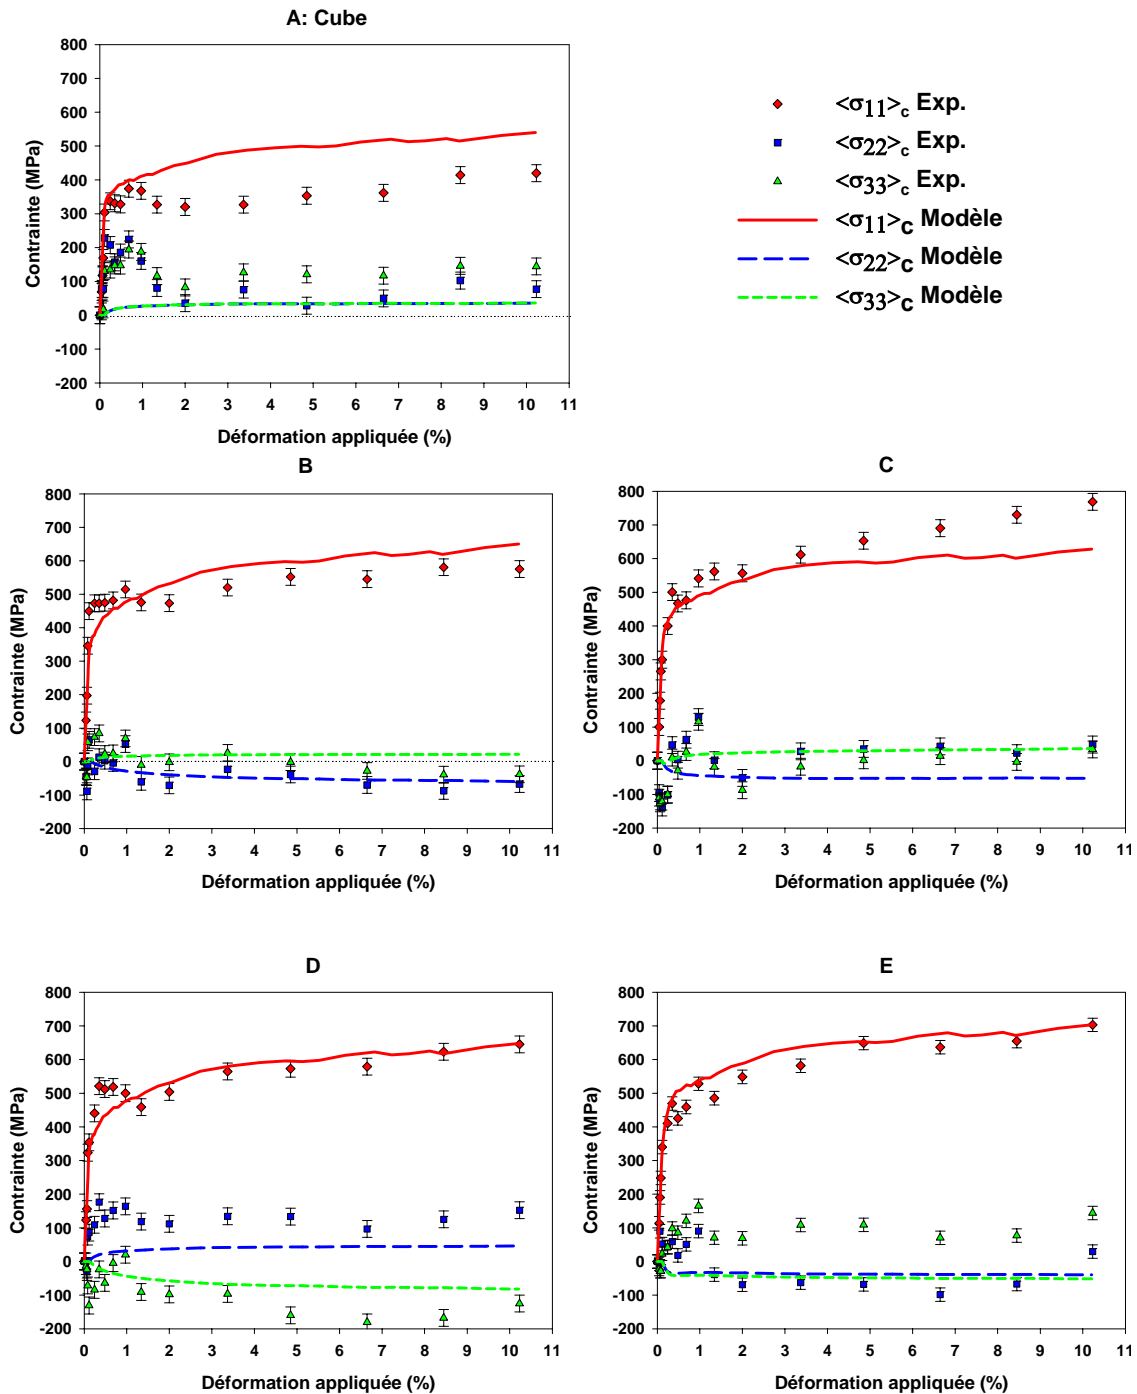 A: Cube
800
700
600
500
400
300
200
100
0
-100
-200
Contrainte (MPa)
0 1 2 3 4 5 6 7 8 9 10 11
Déformation appliquée (%)
<σ11>c Exp.
<σ22>c Exp.
<σ33>c Exp.
<σ11>c Modèle
<σ22>c Modèle
<σ33>c Modèle
B
800
700
600
500
400
300
200
100
0
-100
-200
Contrainte (MPa)
0 1 2 3 4 5 6 7 8 9 10 11
Déformation appliquée (%)
C
800
700
600
500
400
300
200
100
0
-100
-200
Contrainte (MPa)
0 1 2 3 4 5 6 7 8 9 10 11
Déformation appliquée (%)
D
800
700
600
500
400
300
200
100
0
-100
-200
Contrainte (MPa)
0 1 2 3 4 5 6 7 8 9 10 11
Déformation appliquée (%)
E
800
700
600
500
400
300
200
100
0
-100
-200
Contrainte (MPa)
0 1 2 3 4 5 6 7 8 9 10 11
Déformation appliquée (%)